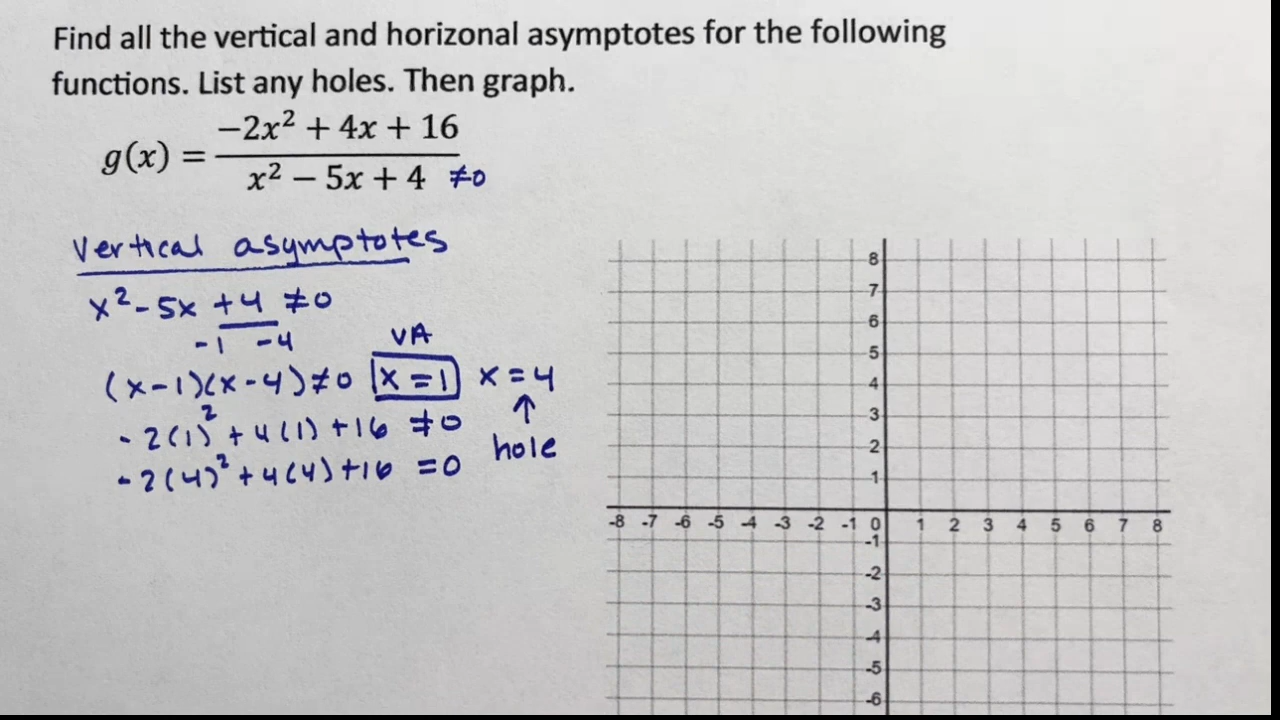 Find all the vertical and horizonal asymptotes for the following
functions. List any holes. Then graph.
g(x) = (−2x² + 4x + 16)/(x² − 5x + 4) ≠0
Vertical asymptotes
x²-5x +4 ≠0
-1 -4
VA
(x-1)(x-4)≠0 x=1 x=4
↑
-2(1)²+4(1)+16 ≠0
hole
-2(4)²+4(4)+16 =0
8
7
6
5
4
3
2
1
-8 -7 -6 -5 -4 -3 -2 -1 0 1 2 3 4 5 6 7 8
-1
-2
-3
-4
-5
-6